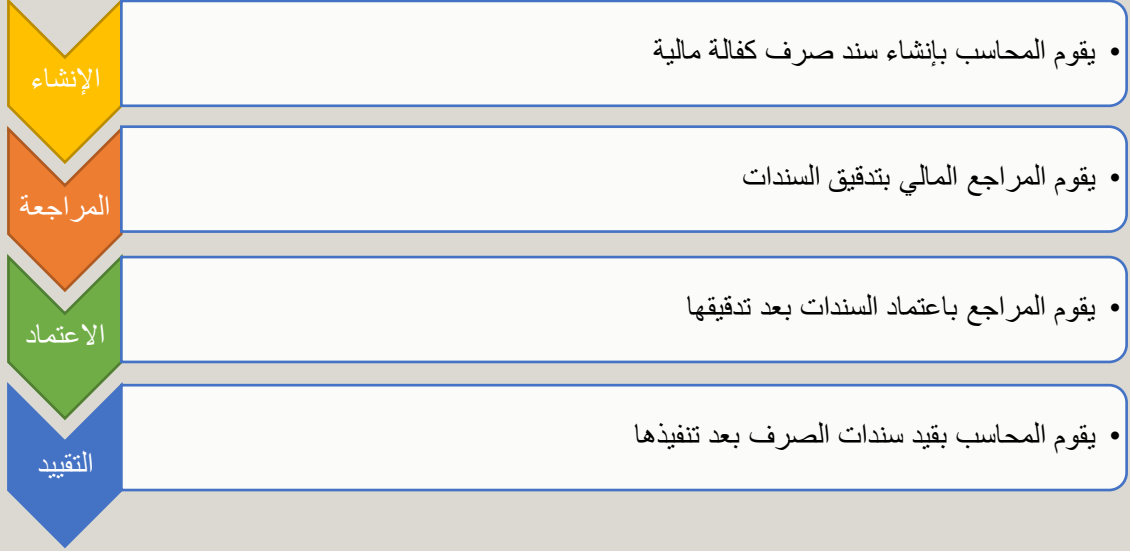 الإنشاء
• يقوم المحاسب بإنشاء سند صرف كفالة مالية
المراجعة
• يقوم المراجع المالي بتدقيق السندات
الاعتماد
• يقوم المراجع باعتماد السندات بعد تدقيقها
التقييد
• يقوم المحاسب بقيد سندات الصرف بعد تنفيذها